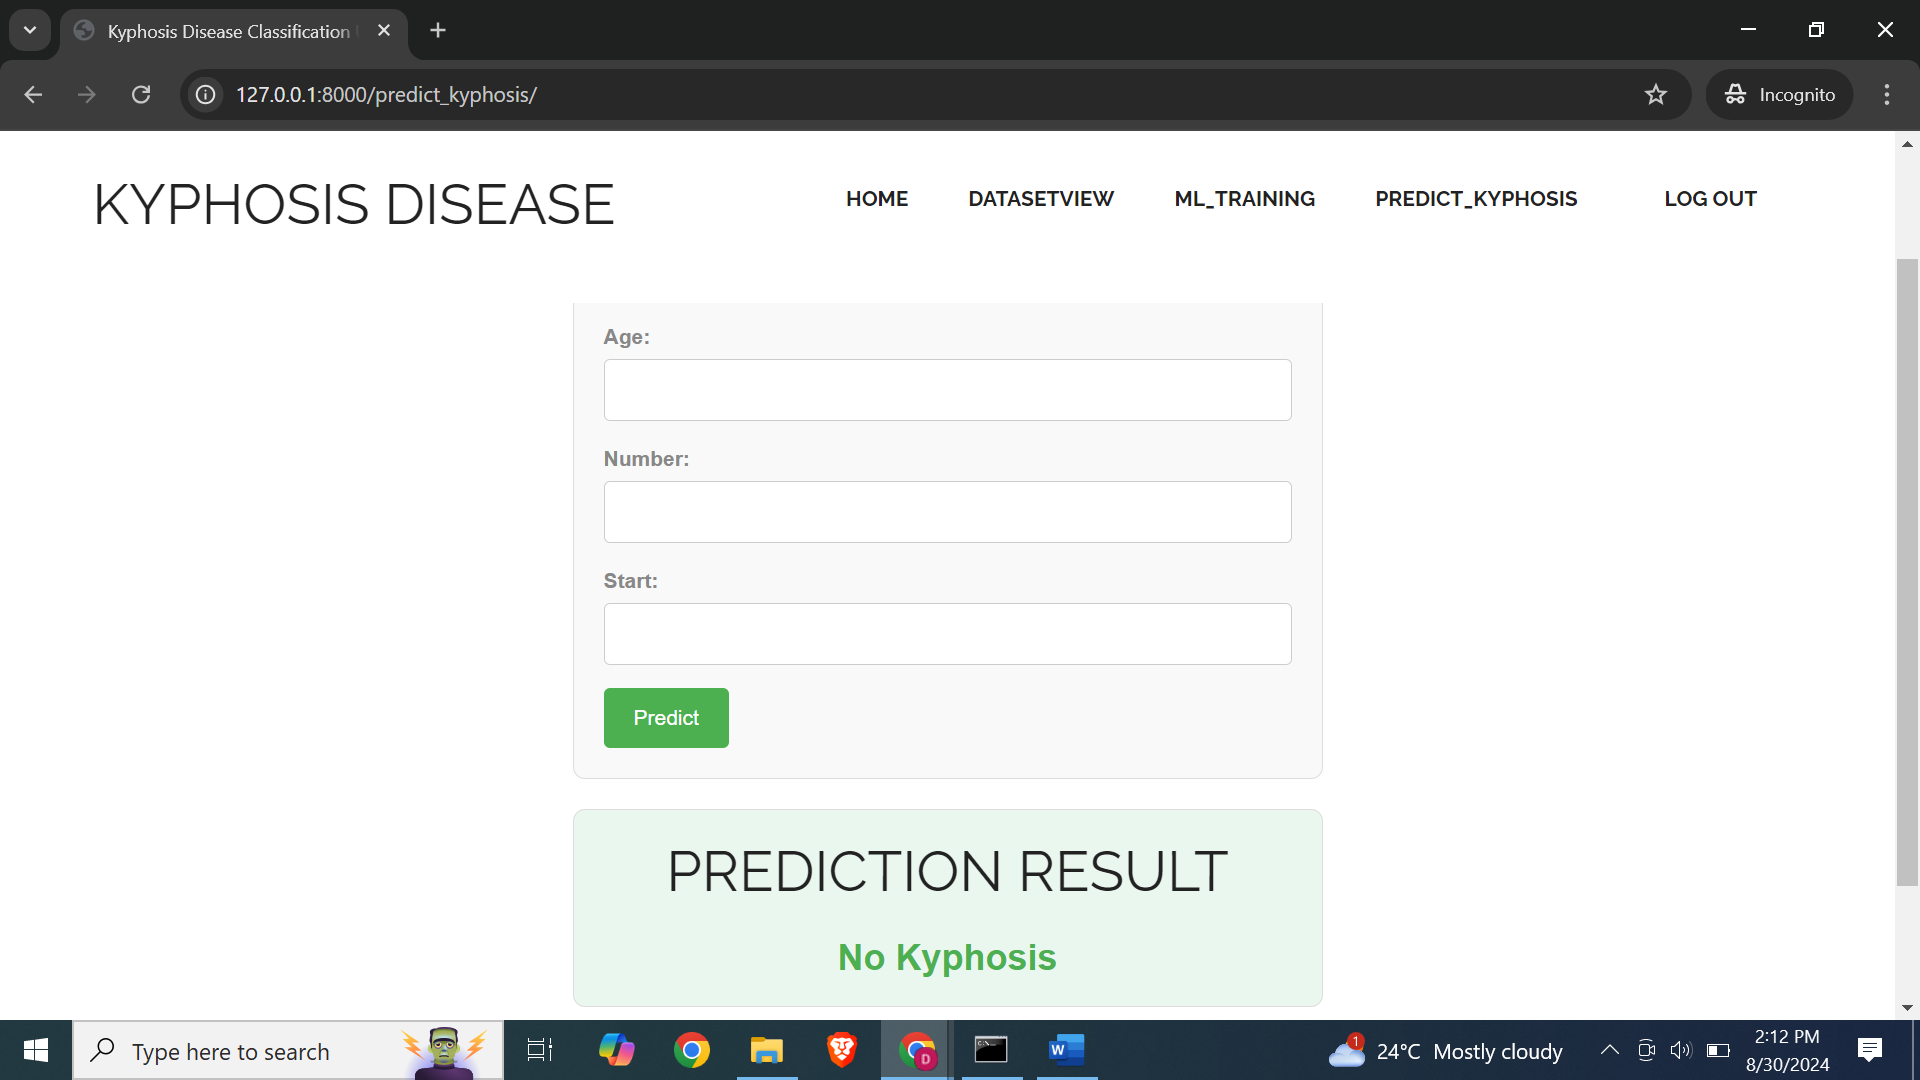 Kyphosis Disease Classification
127.0.0.1:8000/predict_kyphosis/
Incognito
KYPHOSIS DISEASE
HOME
DATASETVIEW
ML_TRAINING
PREDICT_KYPHOSIS
LOG OUT
Age:
Number:
Start:
Predict
PREDICTION RESULT
No Kyphosis
Type here to search
D
C:\
W
1
24°C Mostly cloudy
2:12 PM
8/30/2024